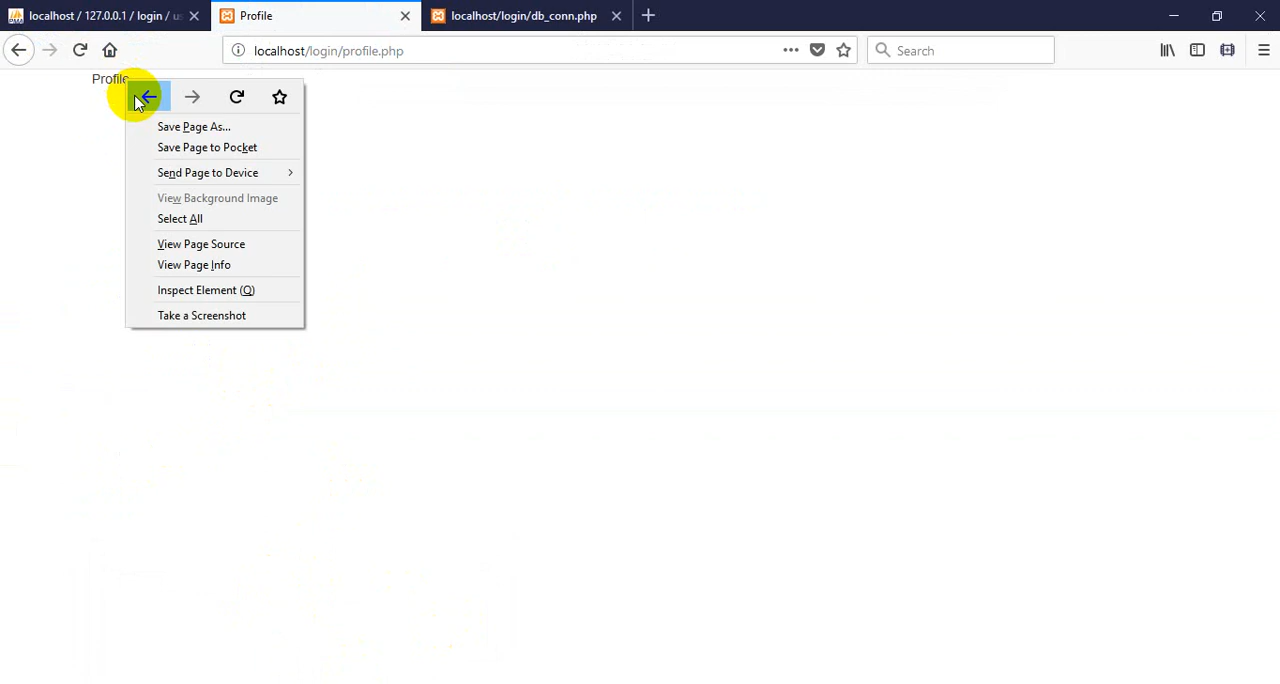 localhost / 127.0.0.1 / login / us
Profile
localhost/login/db_conn.php
localhost/login/profile.php
Search
Profile
Save Page As...
Save Page to Pocket
Send Page to Device
View Background Image
Select All
View Page Source
View Page Info
Inspect Element (Q)
Take a Screenshot